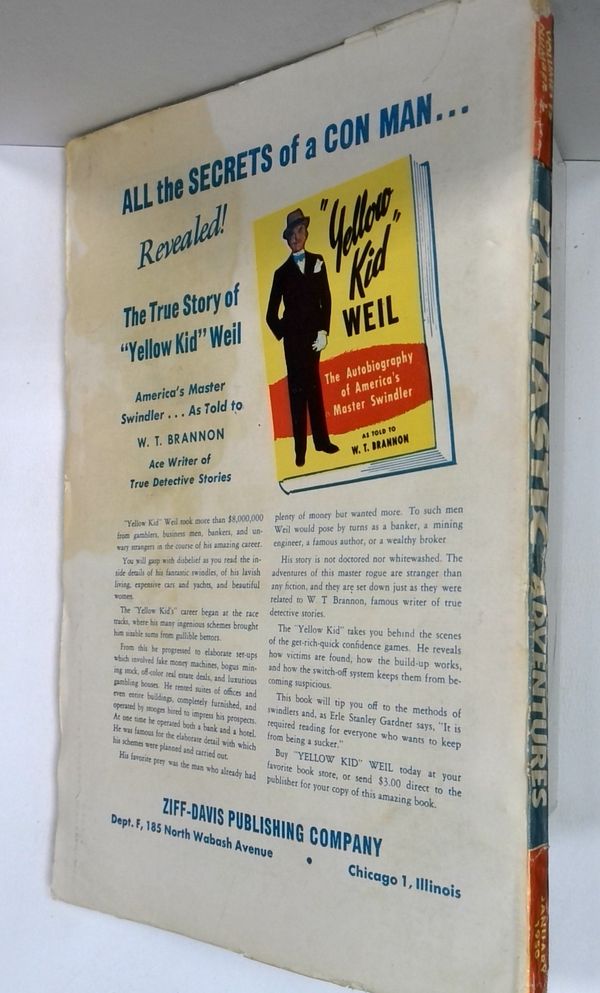 ALL the SECRETS of a CON MAN...
Revealed!
The True Story of
"Yellow Kid" Weil
America's Master
Swindler . . . As Told to
W. T. BRANNON
Ace Writer of
True Detective Stories
"Yellow
Kid"
WEIL
The Autobiography
of America's
Master Swindler
AS TOLD TO
W. T. BRANNON
"Yellow Kid" Weil took more than $8,000,000
from gamblers, business men, bankers, and un-
wary strangers in the course of his amazing career.
You will gasp with disbelief as you read the in-
side details of his fantastic swindles, of his lavish
living, expensive cars and yachts, and beautiful
women.
The "Yellow Kid's" career began at the race
tracks, where his many ingenious schemes brought
him sizable sums from gullible bettors.
From this he progressed to elaborate set-ups
which involved fake money machines, bogus min-
ing stock, off-color real estate deals, and luxurious
gambling houses. He rented suites of offices and
even entire buildings, completely furnished, and
operated by stooges hired to impress his prospects.
At one time he operated both a bank and a hotel.
He was famous for the elaborate detail with which
his schemes were planned and carried out.
His favorite prey was the man who already had
plenty of money but wanted more. To such men
Weil would pose by turns as a banker, a mining
engineer, a famous author, or a wealthy broker
His story is not doctored nor whitewashed. The
adventures of this master rogue are stranger than
any fiction, and they are set down just as they were
related to W. T Brannon, famous writer of true
detective stories.
The "Yellow Kid" takes you behind the scenes
of the get-rich-quick confidence games. He reveals
how victims are found, how the build-up works,
and how the switch-off system keeps them from be-
coming suspicious.
This book will tip you off to the methods of
swindlers and, as Erle Stanley Gardner says, "It is
required reading for everyone who wants to keep
from being a sucker."
Buy "YELLOW KID" WEIL today at your
favorite book store, or send $3.00 direct to the
publisher for your copy of this amazing book.
ZIFF-DAVIS PUBLISHING COMPANY
Dept. F, 185 North Wabash Avenue • Chicago 1, Illinois
VOLUME
NUMBER
FANTASTIC ADVENTURES
JANUARY
1950